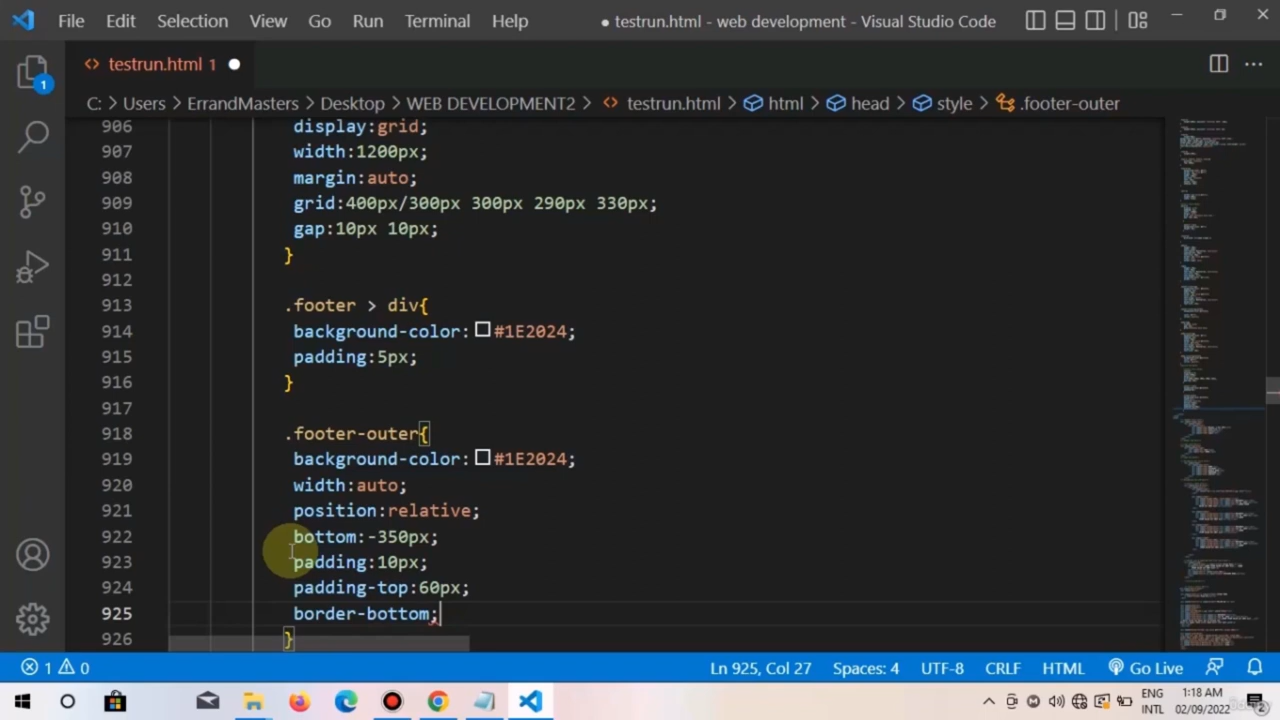 File Edit Selection View Go Run Terminal Help ● testrun.html - web development - Visual Studio Code
testrun.html 1
C: > Users > ErrandMasters > Desktop > WEB DEVELOPMENT2 > testrun.html > html > head > style > .footer-outer
1
906 display:grid;
907 width:1200px;
908 margin:auto;
909 grid:400px/300px 300px 290px 330px;
910 gap:10px 10px;
911 }
912
913 .footer > div{
914 background-color:#1E2024;
915 padding:5px;
916 }
917
918 .footer-outer{
919 background-color:#1E2024;
920 width:auto;
921 position:relative;
922 bottom:-350px;
923 padding:10px;
924 padding-top:60px;
925 border-bottom;
926 }
1 0 Ln 925, Col 27 Spaces: 4 UTF-8 CRLF HTML Go Live
ENG 1:18 AM
INTL 02/09/2022 2